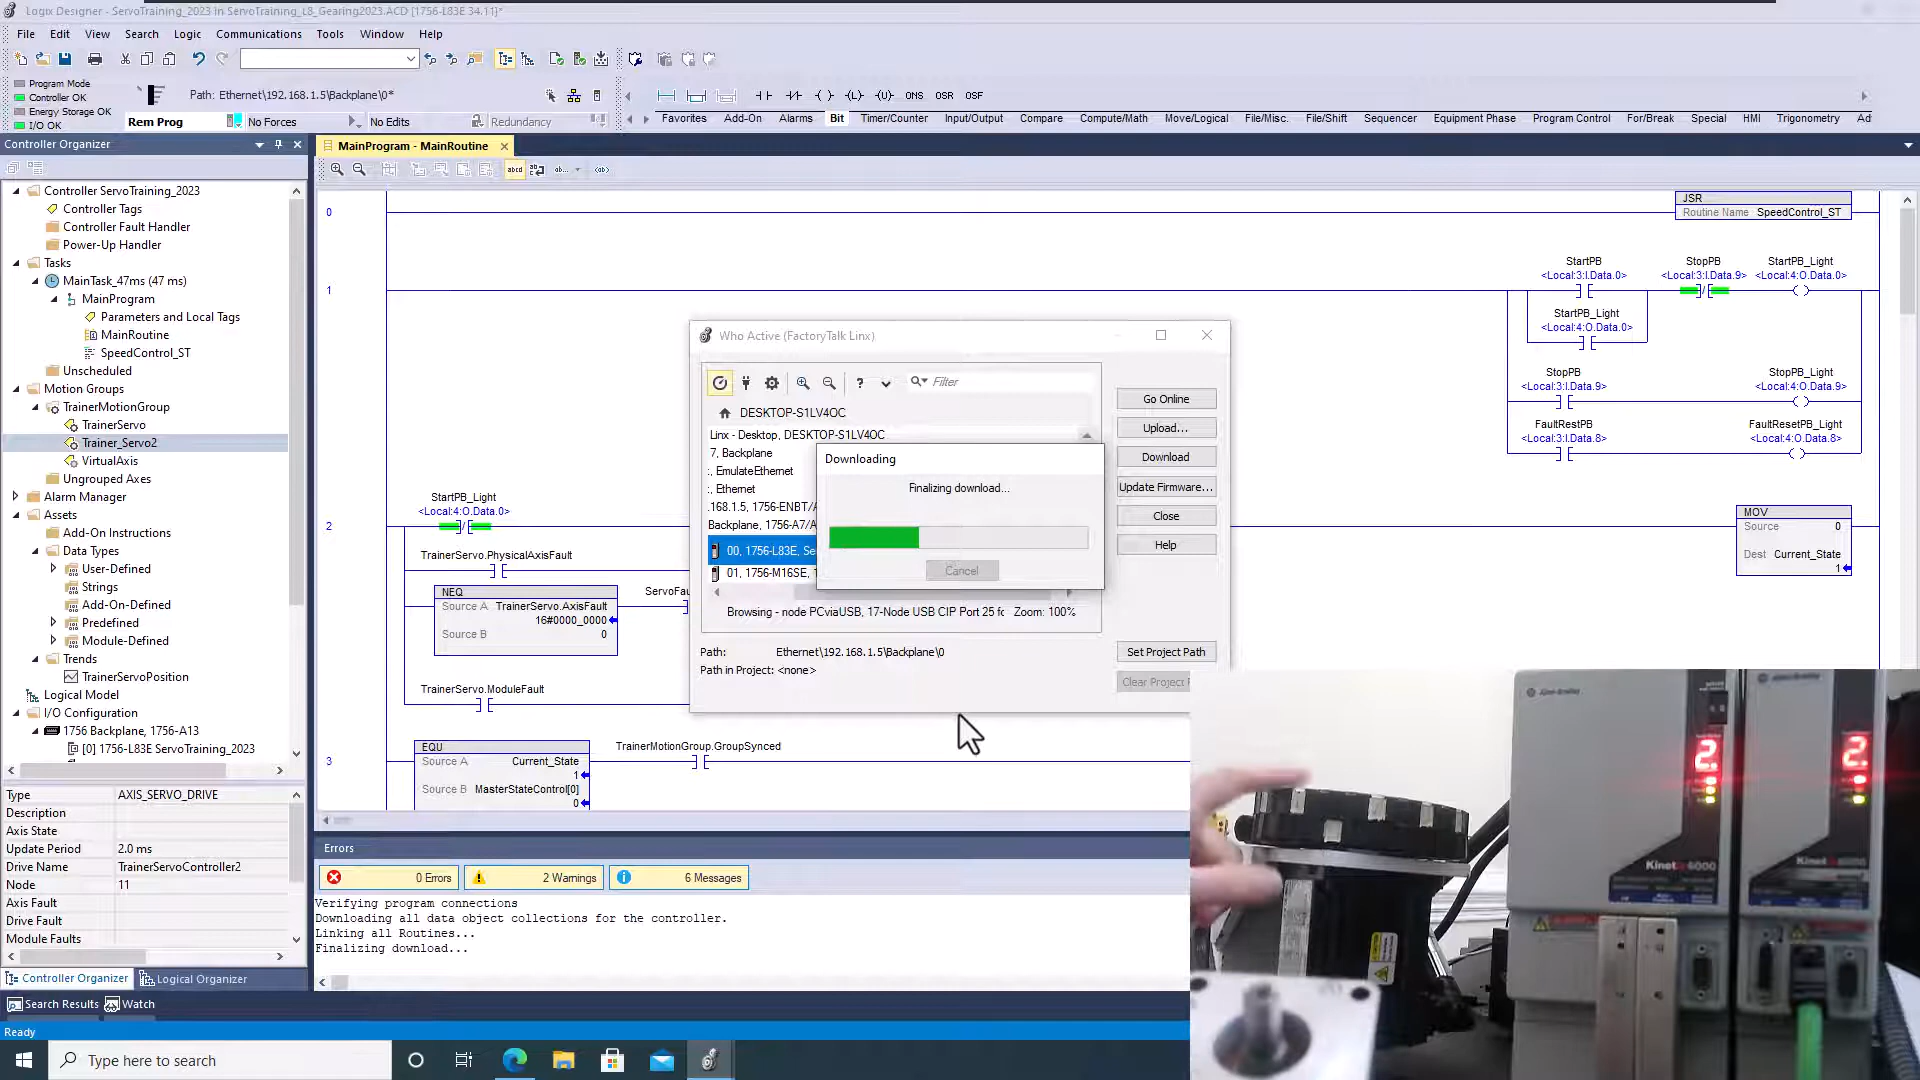 Logix Designer - ServoTraining_2023 in ServoTraining_L8_Gearing2023.ACD [1756-L83E 34.11]*
File Edit View Search Logic Communications Tools Window Help
Program Mode
Controller OK
Energy Storage OK
I/O OK
Path: Ethernet\192.168.1.5\Backplane\0*
Rem Prog No Forces No Edits Redundancy
ONS OSR OSF
Favorites Add-On Alarms Bit Timer/Counter Input/Output Compare Compute/Math Move/Logical File/Misc. File/Shift Sequencer Equipment Phase Program Control For/Break Special HMI Trigonometry Ad
Controller Organizer
Controller ServoTraining_2023
Controller Tags
Controller Fault Handler
Power-Up Handler
Tasks
MainTask_47ms (47 ms)
MainProgram
Parameters and Local Tags
MainRoutine
SpeedControl_ST
Unscheduled
Motion Groups
TrainerMotionGroup
TrainerServo
Trainer_Servo2
VirtualAxis
Ungrouped Axes
Alarm Manager
Assets
Add-On Instructions
Data Types
User-Defined
Strings
Add-On-Defined
Predefined
Module-Defined
Trends
TrainerServoPosition
Logical Model
I/O Configuration
1756 Backplane, 1756-A13
[0] 1756-L83E ServoTraining_2023
Type AXIS_SERVO_DRIVE
Description
Axis State
Update Period 2.0 ms
Drive Name TrainerServoController2
Node 11
Axis Fault
Drive Fault
Module Faults
Controller Organizer Logical Organizer
Search Results Watch
Ready
Type here to search
MainProgram - MainRoutine
0
JSR
Routine Name SpeedControl_ST
1
StartPB
<Local:3:I.Data.0>
StopPB
<Local:3:I.Data.9>
StartPB_Light
<Local:4:O.Data.0>
StartPB_Light
<Local:4:O.Data.0>
StopPB
<Local:3:I.Data.9>
StopPB_Light
<Local:4:O.Data.9>
FaultRestPB
<Local:3:I.Data.8>
FaultResetPB_Light
<Local:4:O.Data.8>
2
StartPB_Light
<Local:4:O.Data.0>
TrainerServo.PhysicalAxisFault
NEQ
Source A TrainerServo.AxisFault
16#0000_0000
Source B 0
ServoFau
TrainerServo.ModuleFault
MOV
Source 0
Dest Current_State
1
3
EQU
Source A Current_State
1
Source B MasterStateControl[0]
0
TrainerMotionGroup.GroupSynced
Who Active (FactoryTalk Linx)
Filter
DESKTOP-S1LV4OC
Linx - Desktop, DESKTOP-S1LV4OC
7, Backplane
:, EmulateEthernet
:, Ethernet
.168.1.5, 1756-ENBT/A
Backplane, 1756-A7/A
00, 1756-L83E, Se
01, 1756-M16SE, 1
Browsing - node PCviaUSB, 17-Node USB CIP Port 25 fc Zoom: 100%
Path: Ethernet\192.168.1.5\Backplane\0
Path in Project: <none>
Go Online
Upload...
Download
Update Firmware...
Close
Help
Set Project Path
Clear Project P
Downloading
Finalizing download...
Cancel
Errors
0 Errors 2 Warnings 6 Messages
Verifying program connections
Downloading all data object collections for the controller.
Linking all Routines...
Finalizing download...
Allen-Bradley
2.
2.
Kinetix 6000
Kinetix 6000